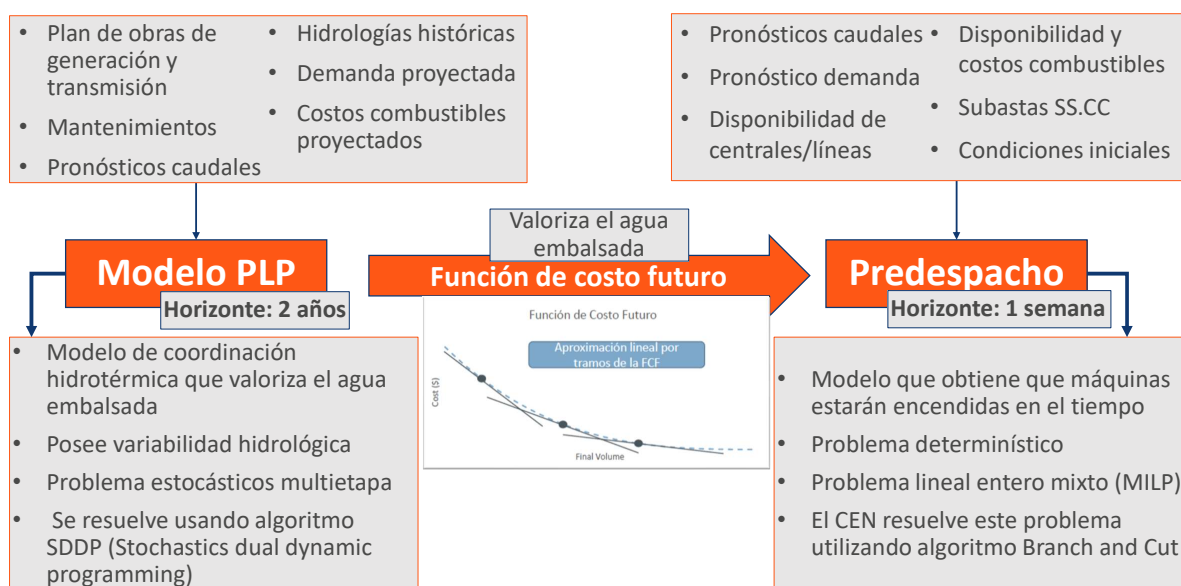 • Plan de obras de
generación y
transmisión
• Mantenimientos
• Pronósticos caudales
• Hidrologías históricas
• Demanda proyectada
• Costos combustibles
proyectados
• Pronósticos caudales
• Pronóstico demanda
• Disponibilidad de
centrales/líneas
• Disponibilidad y
costos combustibles
• Subastas SS.CC
• Condiciones iniciales
Modelo PLP
Horizonte: 2 años
Valoriza el agua
embalsada
Función de costo futuro
Predespacho
Horizonte: 1 semana
• Modelo de coordinación
hidrotérmica que valoriza el agua
embalsada
• Posee variabilidad hidrológica
• Problema estocásticos multietapa
• Se resuelve usando algoritmo
SDDP (Stochastics dual dynamic
programming)
Función de Costo Futuro
Aproximación lineal por
tramos de la FCF
Cost ($)
Final Volume
• Modelo que obtiene que máquinas
estarán encendidas en el tiempo
• Problema determinístico
• Problema lineal entero mixto (MILP)
• El CEN resuelve este problema
utilizando algoritmo Branch and Cut